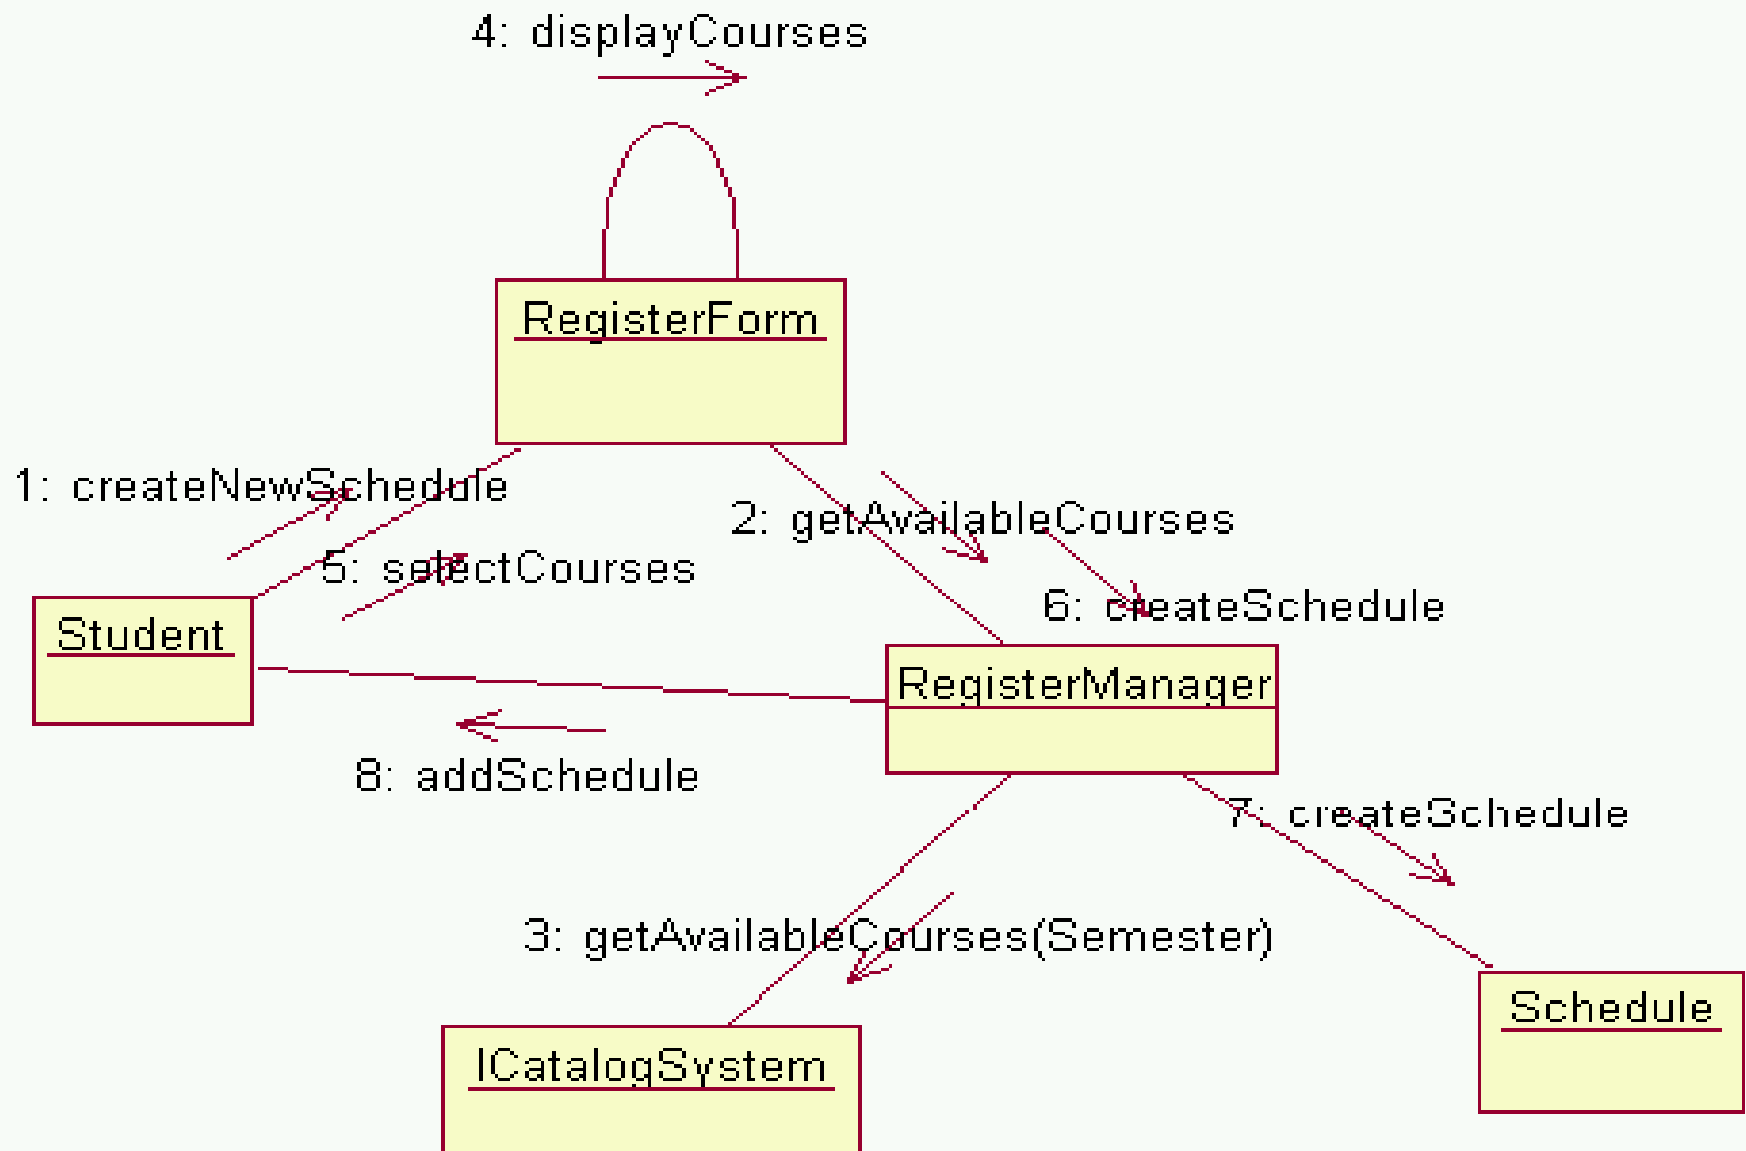 4: displayCourses
RegisterForm
1: createNewSchedule
2: getAvailableCourses
5: selectCourses
6: createSchedule
Student
RegisterManager
8: addSchedule
7: createSchedule
3: getAvailableCourses(Semester)
Schedule
ICatalogSystem